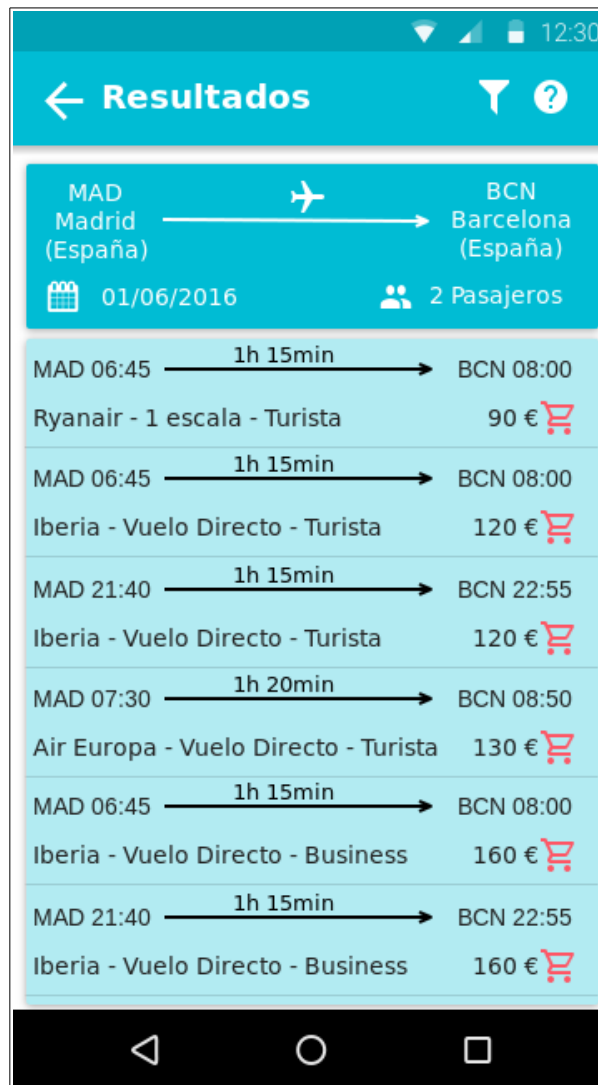 12:30
Resultados
MAD
Madrid
(España)
BCN
Barcelona
(España)
01/06/2016 2 Pasajeros
MAD 06:45 1h 15min BCN 08:00
Ryanair - 1 escala - Turista 90 €
MAD 06:45 1h 15min BCN 08:00
Iberia - Vuelo Directo - Turista 120 €
MAD 21:40 1h 15min BCN 22:55
Iberia - Vuelo Directo - Turista 120 €
MAD 07:30 1h 20min BCN 08:50
Air Europa - Vuelo Directo - Turista 130 €
MAD 06:45 1h 15min BCN 08:00
Iberia - Vuelo Directo - Business 160 €
MAD 21:40 1h 15min BCN 22:55
Iberia - Vuelo Directo - Business 160 €